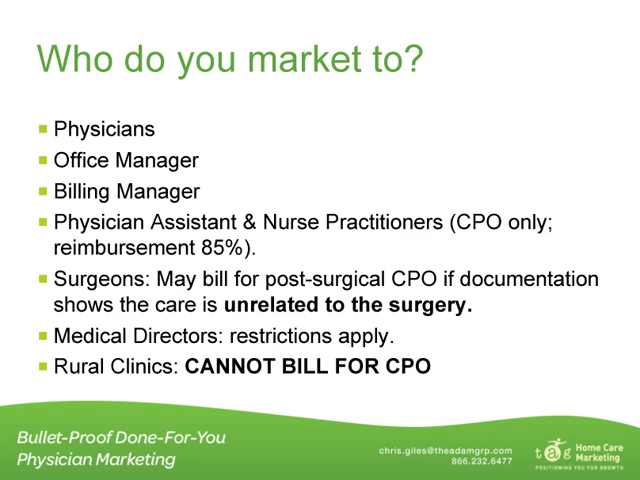 Who do you market to?
Physicians
Office Manager
Billing Manager
Physician Assistant & Nurse Practitioners (CPO only;
reimbursement 85%).
Surgeons: May bill for post-surgical CPO if documentation
shows the care is unrelated to the surgery.
Medical Directors: restrictions apply.
Rural Clinics: CANNOT BILL FOR CPO
Bullet-Proof Done-For-You
Physician Marketing
chris.giles@theadamgrp.com
866.232.6477
tag Home Care
Marketing
POSITIONING YOU FOR GROWTH